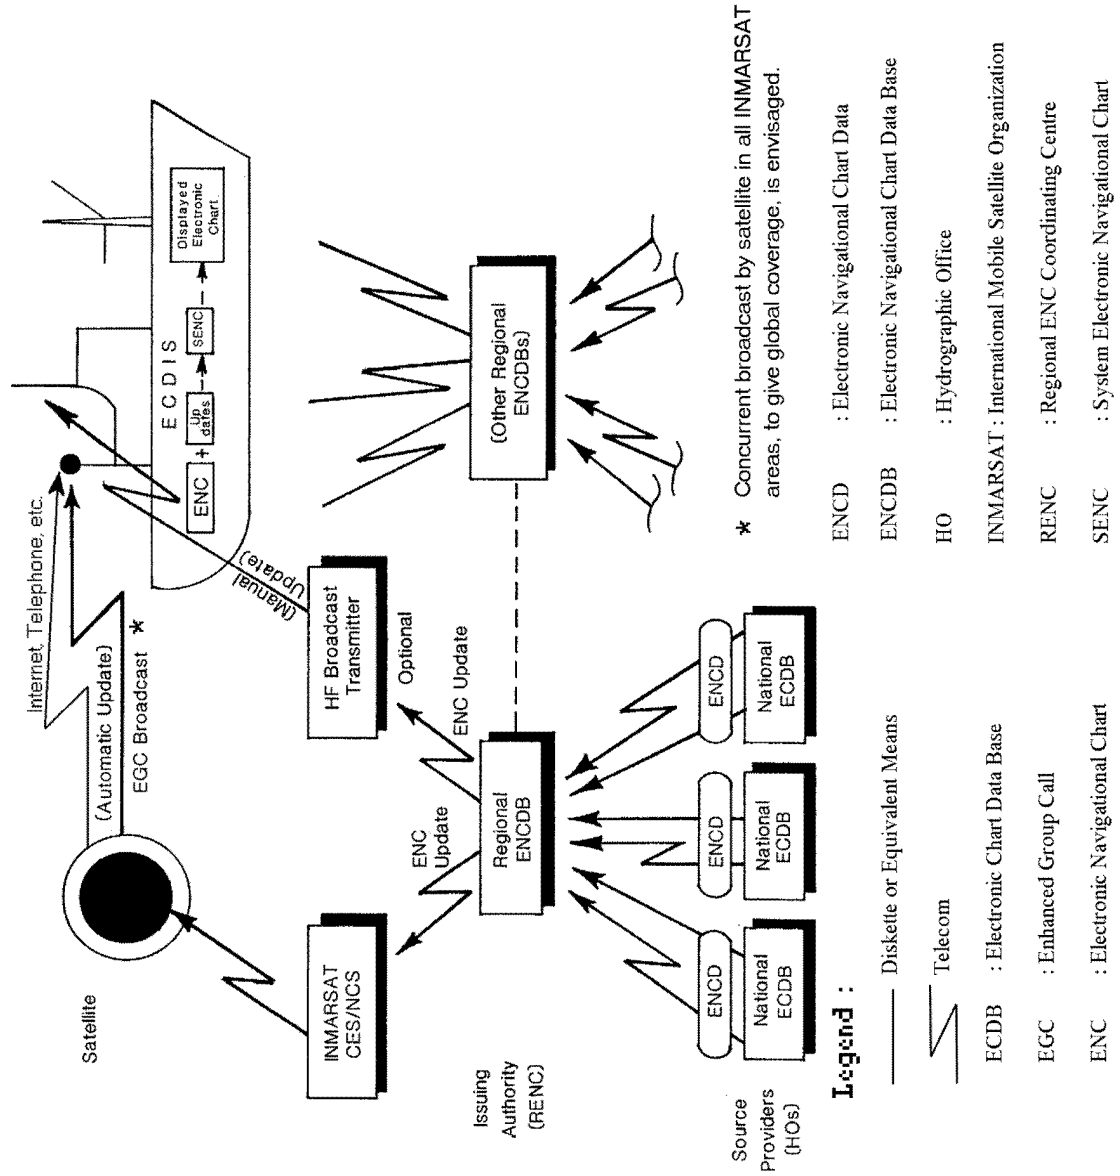 Satellite
Internet, Telephone, etc.
(Automatic Update)
EGC Broadcast *
ECDIS
ENC
+
Up
dates
SENC
Displayed
Electronic
Chart
INMARSAT
CES/NCS
HF Broadcast
Transmitter
(Manual
Update)
Optional
ENC
Update
ENC Update
Issuing
Authority
(RENC)
Regional
ENCDB
(Other Regional
ENCDBs)
Source
Providers
(HOs)
ENCD
ENCD
ENCD
National
ECDB
National
ECDB
National
ECDB
* Concurrent broadcast by satellite in all INMARSAT
areas, to give global coverage, is envisaged.
Legend :
Diskette or Equivalent Means
Telecom
ECDB : Electronic Chart Data Base
EGC : Enhanced Group Call
ENC : Electronic Navigational Chart
ENCD : Electronic Navigational Chart Data
ENCDB : Electronic Navigational Chart Data Base
HO : Hydrographic Office
INMARSAT : International Mobile Satellite Organization
RENC : Regional ENC Coordinating Centre
SENC : System Electronic Navigational Chart